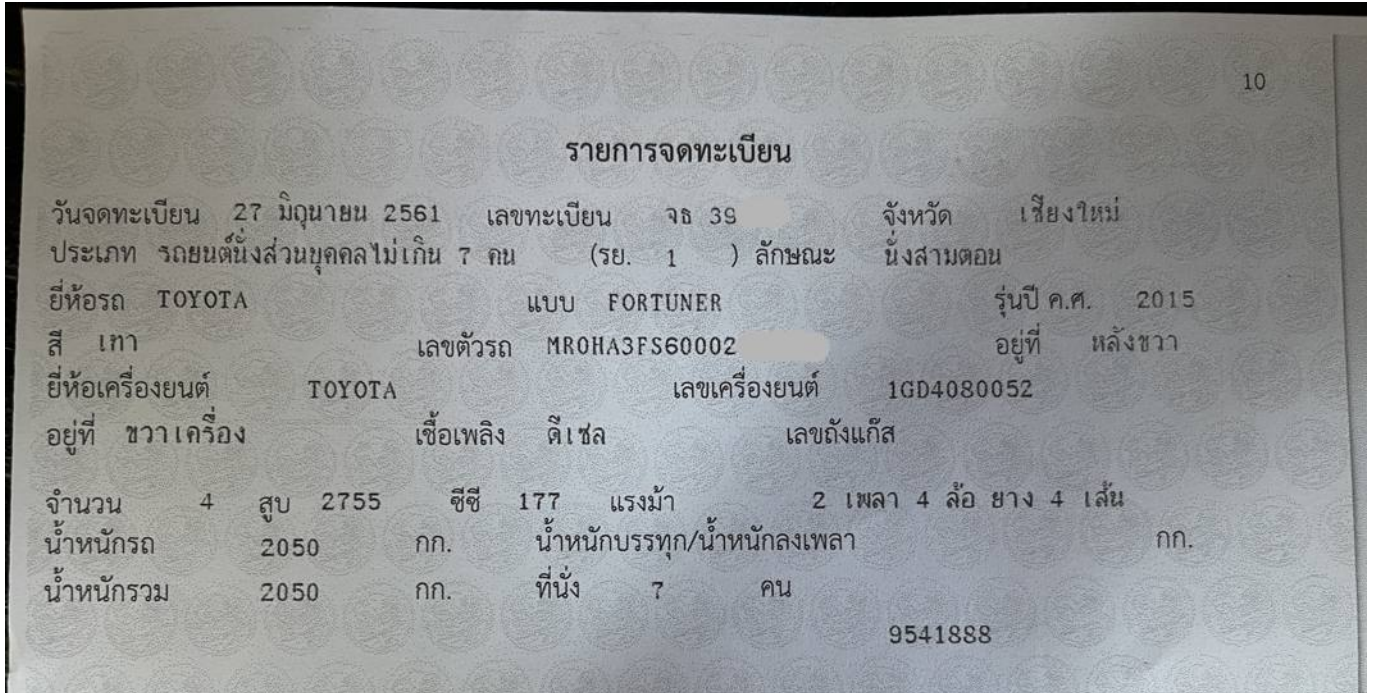 10
รายการจดทะเบียน
วันจดทะเบียน 27 มิถุนายน 2561 เลขทะเบียน จธ 39 จังหวัด เชียงใหม่
ประเภท รถยนต์นั่งส่วนบุคคลไม่เกิน 7 คน (รย. 1 ) ลักษณะ นั่งสามตอน
ยี่ห้อรถ TOYOTA แบบ FORTUNER รุ่นปี ค.ศ. 2015
สี เทา เลขตัวรถ MR0HA3FS60002 อยู่ที่ หลังขวา
ยี่ห้อเครื่องยนต์ TOYOTA เลขเครื่องยนต์ 1GD4080052
อยู่ที่ ขวาเครื่อง เชื้อเพลิง ดีเซล เลขถังแก๊ส
จำนวน 4 สูบ 2755 ซีซี 177 แรงม้า 2 เพลา 4 ล้อ ยาง 4 เส้น
น้ำหนักรถ 2050 กก. น้ำหนักบรรทุก/น้ำหนักลงเพลา กก.
น้ำหนักรวม 2050 กก. ที่นั่ง 7 คน
9541888